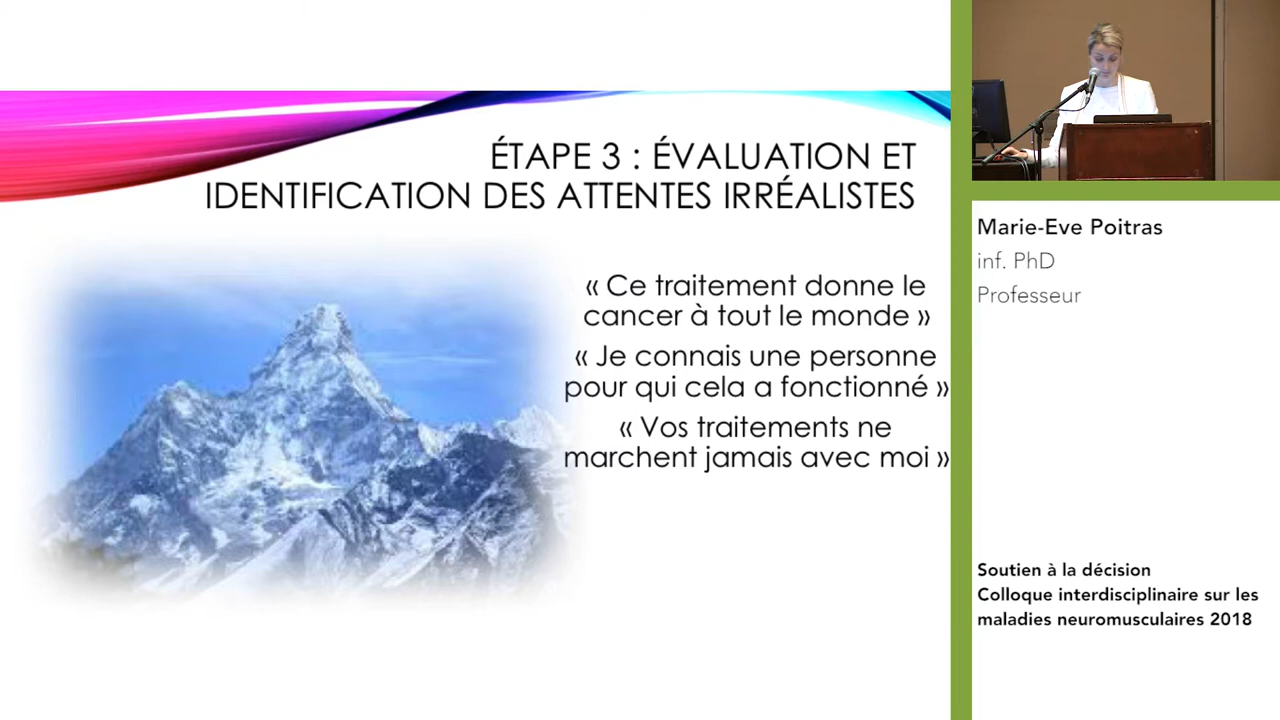 ÉTAPE 3 : ÉVALUATION ET
IDENTIFICATION DES ATTENTES IRRÉALISTES
« Ce traitement donne le
cancer à tout le monde »
« Je connais une personne
pour qui cela a fonctionné »
« Vos traitements ne
marchent jamais avec moi »
Marie-Eve Poitras
inf. PhD
Professeur
Soutien à la décision
Colloque interdisciplinaire sur les
maladies neuromusculaires 2018